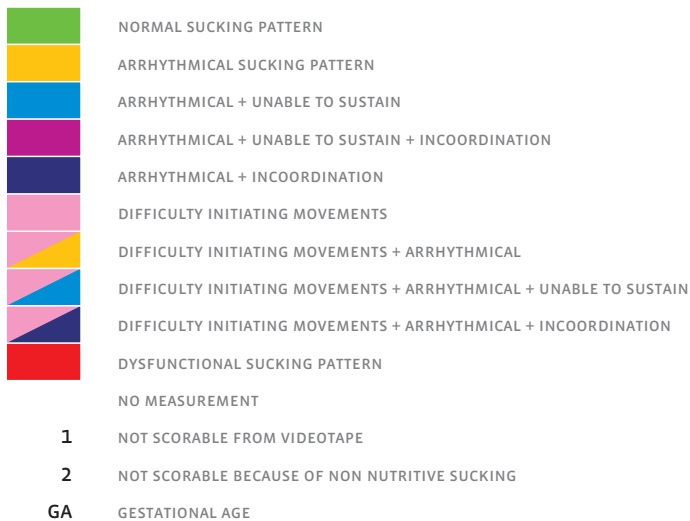 NORMAL SUCKING PATTERN
ARRHYTHMICAL SUCKING PATTERN
ARRHYTHMICAL + UNABLE TO SUSTAIN
ARRHYTHMICAL + UNABLE TO SUSTAIN + INCOORDINATION
ARRHYTHMICAL + INCOORDINATION
DIFFICULTY INITIATING MOVEMENTS
DIFFICULTY INITIATING MOVEMENTS + ARRHYTHMICAL
DIFFICULTY INITIATING MOVEMENTS + ARRHYTHMICAL + UNABLE TO SUSTAIN
DIFFICULTY INITIATING MOVEMENTS + ARRHYTHMICAL + INCOORDINATION
DYSFUNCTIONAL SUCKING PATTERN
NO MEASUREMENT
1 NOT SCORABLE FROM VIDEOTAPE
2 NOT SCORABLE BECAUSE OF NON NUTRITIVE SUCKING
GA GESTATIONAL AGE